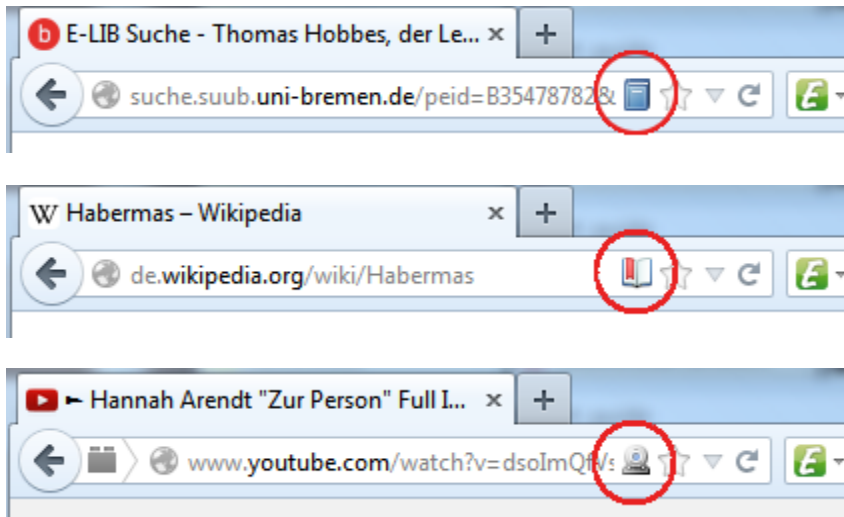 E-LIB Suche - Thomas Hobbes, der Le...
suche.suub.uni-bremen.de/peid=B35478782&
W Habermas – Wikipedia
de.wikipedia.org/wiki/Habermas
Hannah Arendt "Zur Person" Full I...
www.youtube.com/watch?v=dsoImQfVs